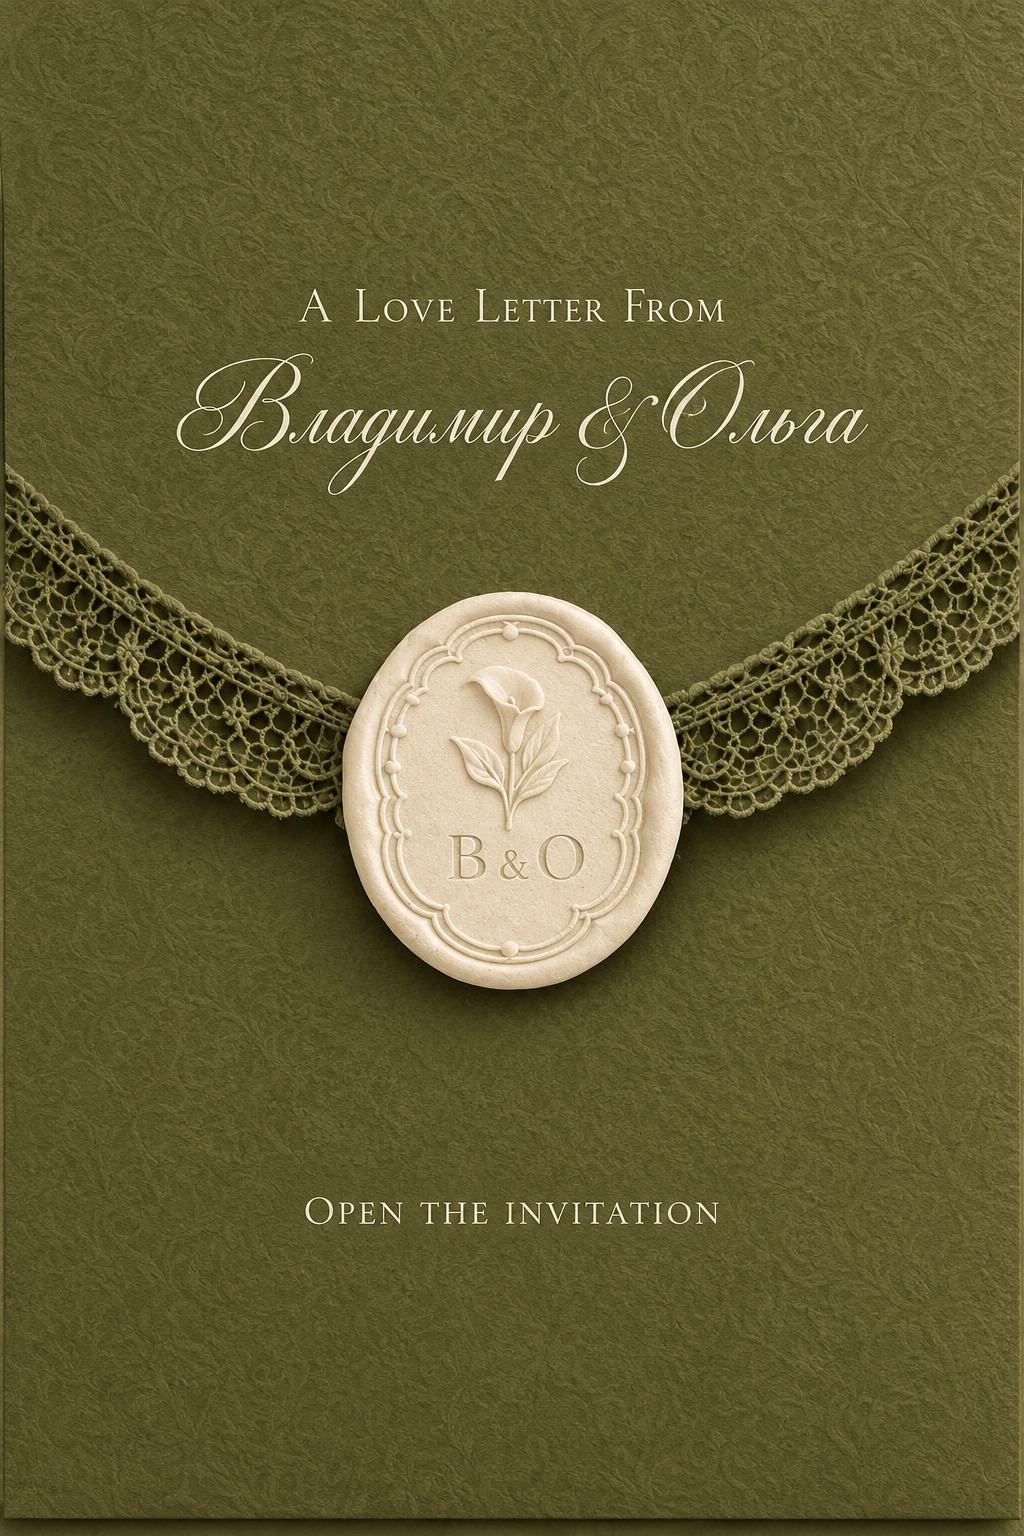 A Love Letter From
Владимир & Ольга
В & О
Open the invitation